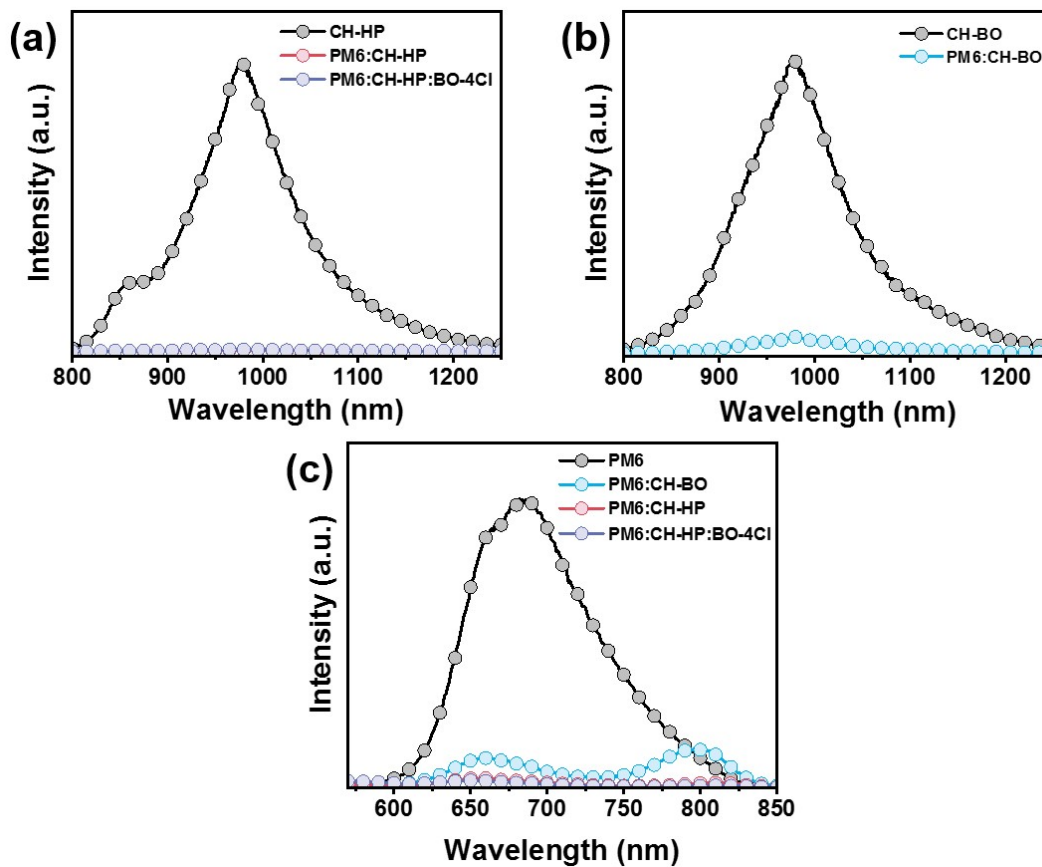 (a)
CH-HP
PM6:CH-HP
PM6:CH-HP:BO-4Cl
Intensity (a.u.)
800 900 1000 1100 1200
Wavelength (nm)
(b)
CH-BO
PM6:CH-BO
Intensity (a.u.)
800 900 1000 1100 1200
Wavelength (nm)
(c)
PM6
PM6:CH-BO
PM6:CH-HP
PM6:CH-HP:BO-4Cl
Intensity (a.u.)
600 650 700 750 800 850
Wavelength (nm)